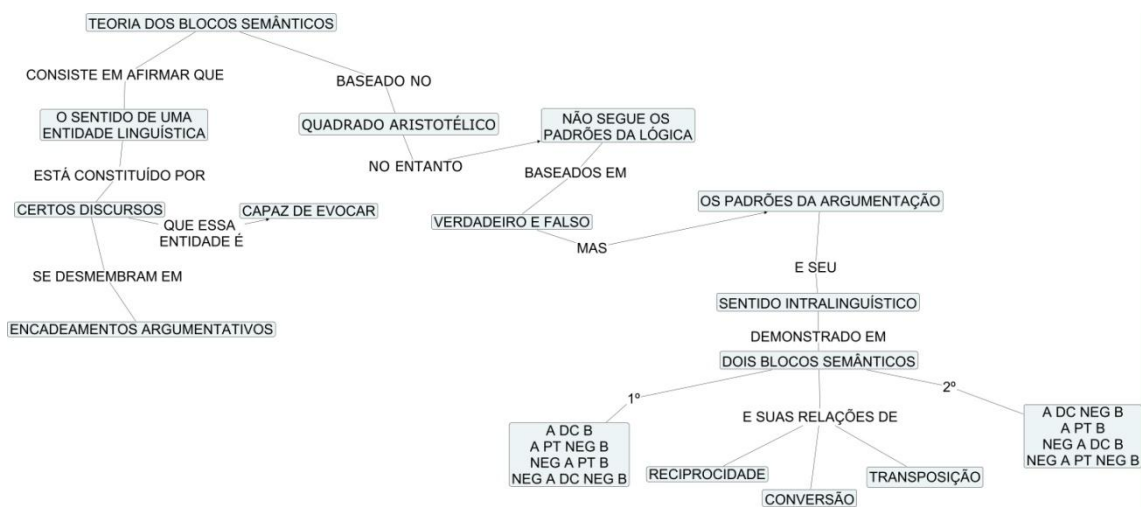 TEORIA DOS BLOCOS SEMÂNTICOS
CONSISTE EM AFIRMAR QUE
BASEADO NO
O SENTIDO DE UMA
ENTIDADE LINGUÍSTICA
QUADRADO ARISTOTÉLICO
NÃO SEGUE OS
PADRÕES DA LÓGICA
NO ENTANTO
ESTÁ CONSTITUÍDO POR
BASEADOS EM
CERTOS DISCURSOS
QUE ESSA
ENTIDADE É
CAPAZ DE EVOCAR
VERDADEIRO E FALSO
MAS
OS PADRÕES DA ARGUMENTAÇÃO
SE DESMEMBRAM EM
ENCADEAMENTOS ARGUMENTATIVOS
E SEU
SENTIDO INTRALINGUÍSTICO
DEMONSTRADO EM
DOIS BLOCOS SEMÂNTICOS
1º
A DC B
A PT NEG B
NEG A PT B
NEG A DC NEG B
E SUAS RELAÇÕES DE
RECIPROCIDADE
CONVERSÃO
TRANSPOSIÇÃO
2º
A DC NEG B
A PT B
NEG A DC B
NEG A PT NEG B